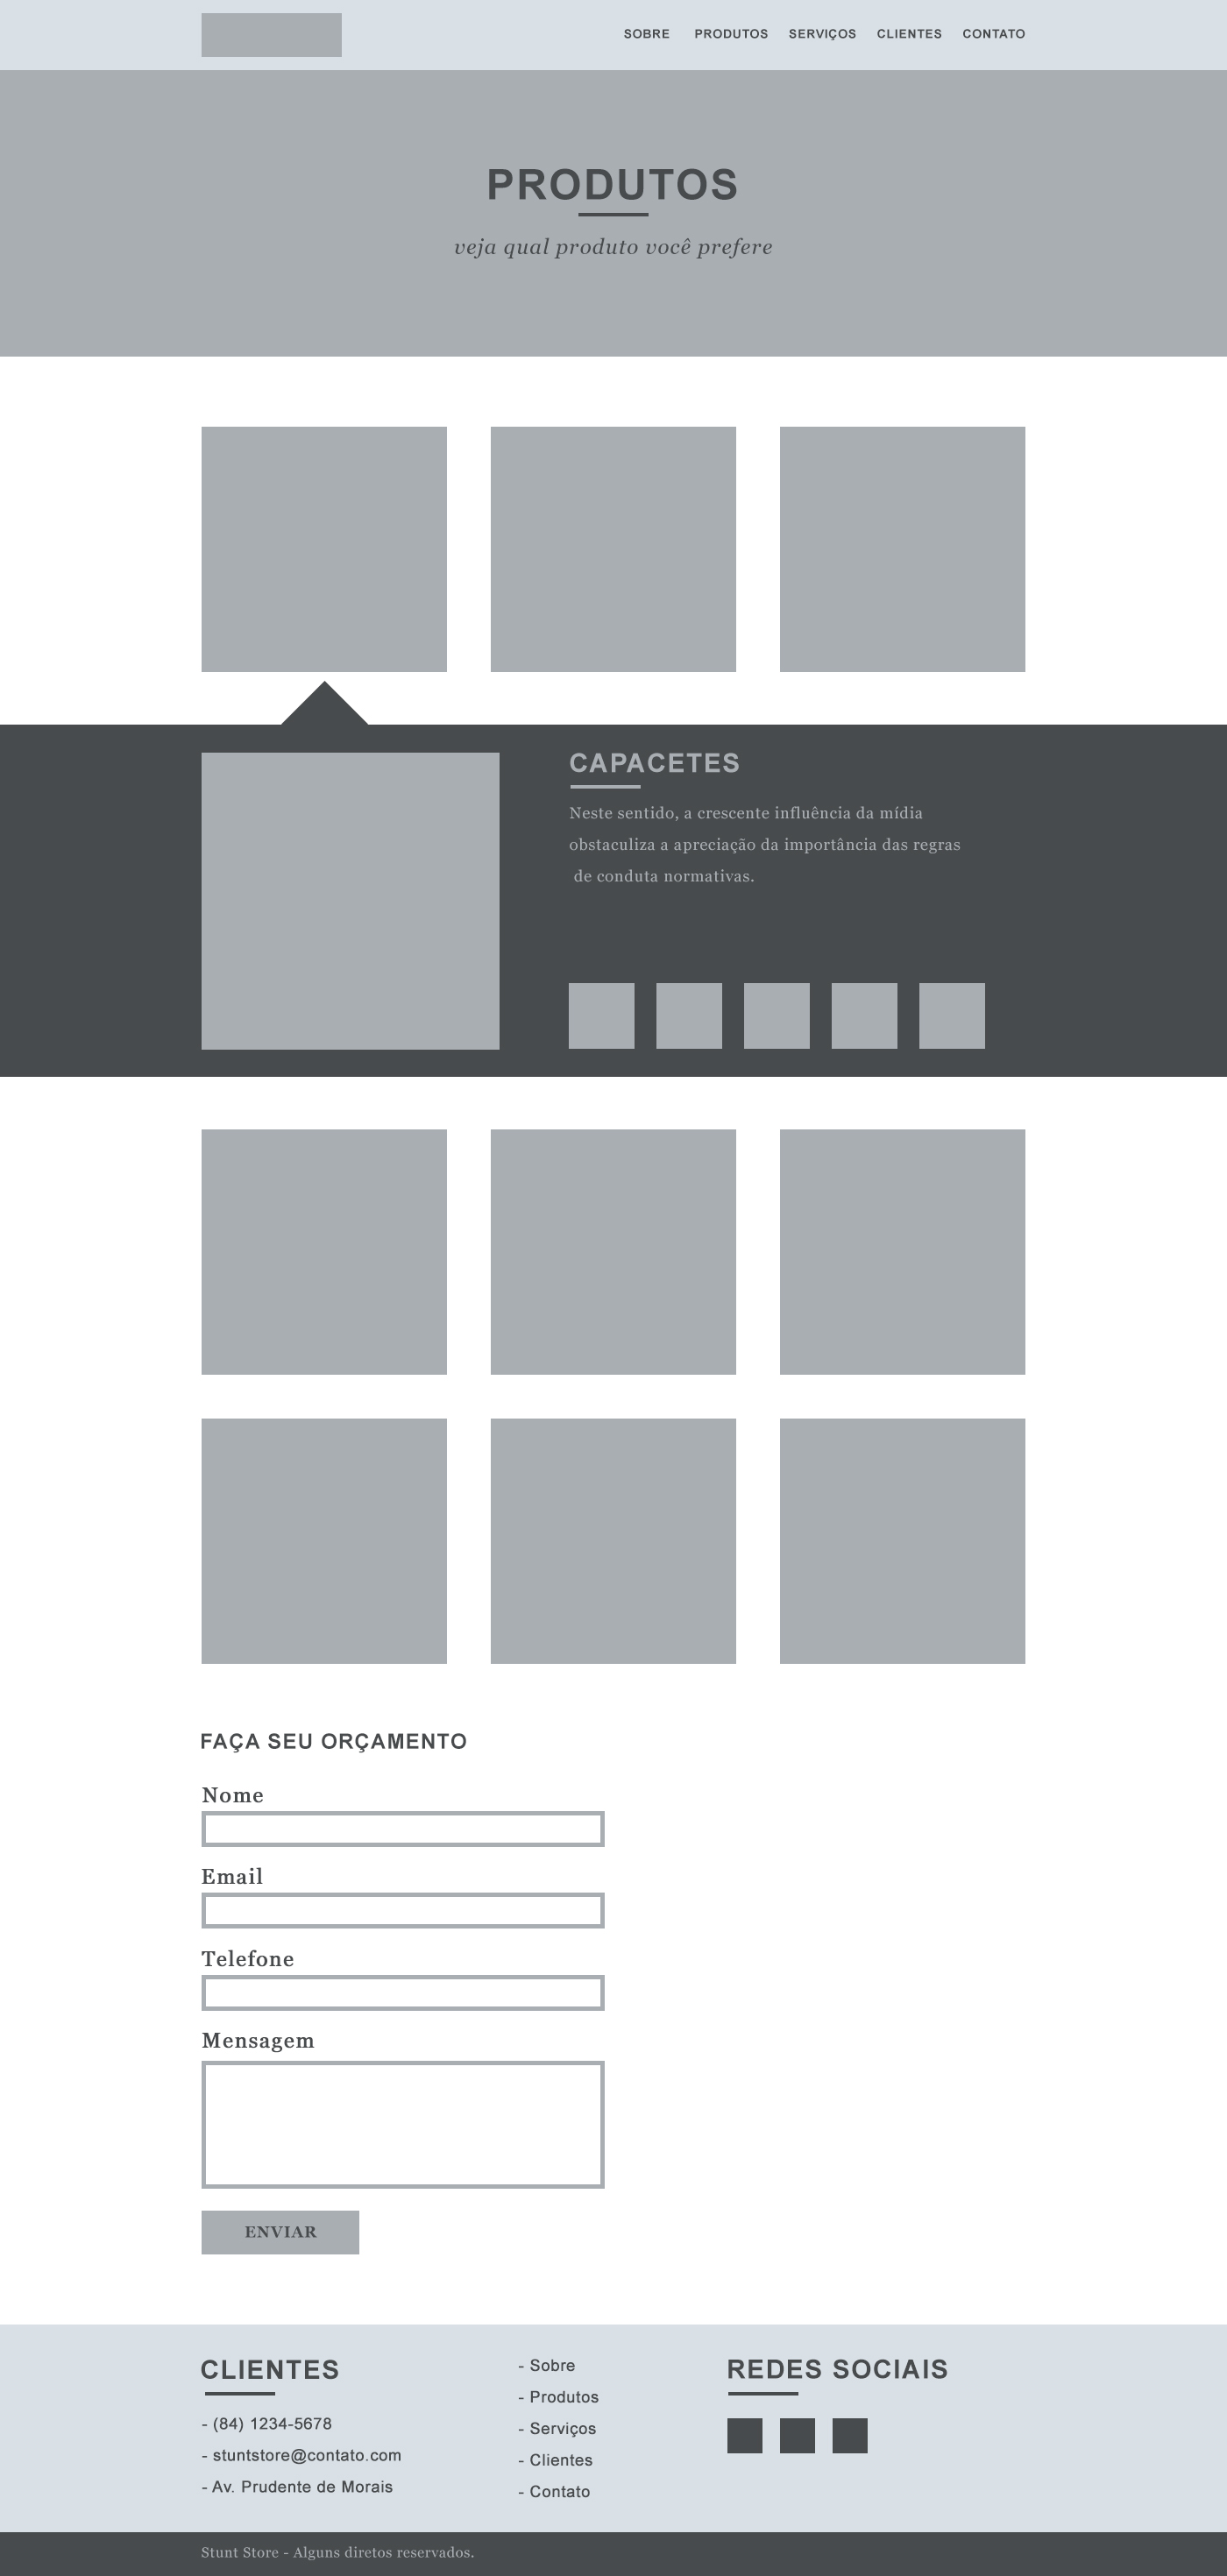 SOBRE PRODUTOS SERVIÇOS CLIENTES CONTATO
PRODUTOS
veja qual produto você prefere
CAPACETES
Neste sentido, a crescente influência da mídia
obstaculiza a apreciação da importância das regras
de conduta normativas.
FAÇA SEU ORÇAMENTO
Nome
Email
Telefone
Mensagem
ENVIAR
CLIENTES
- (84) 1234-5678
- stuntstore@contato.com
- Av. Prudente de Morais
- Sobre
- Produtos
- Serviços
- Clientes
- Contato
REDES SOCIAIS
Stunt Store - Alguns diretos reservados.